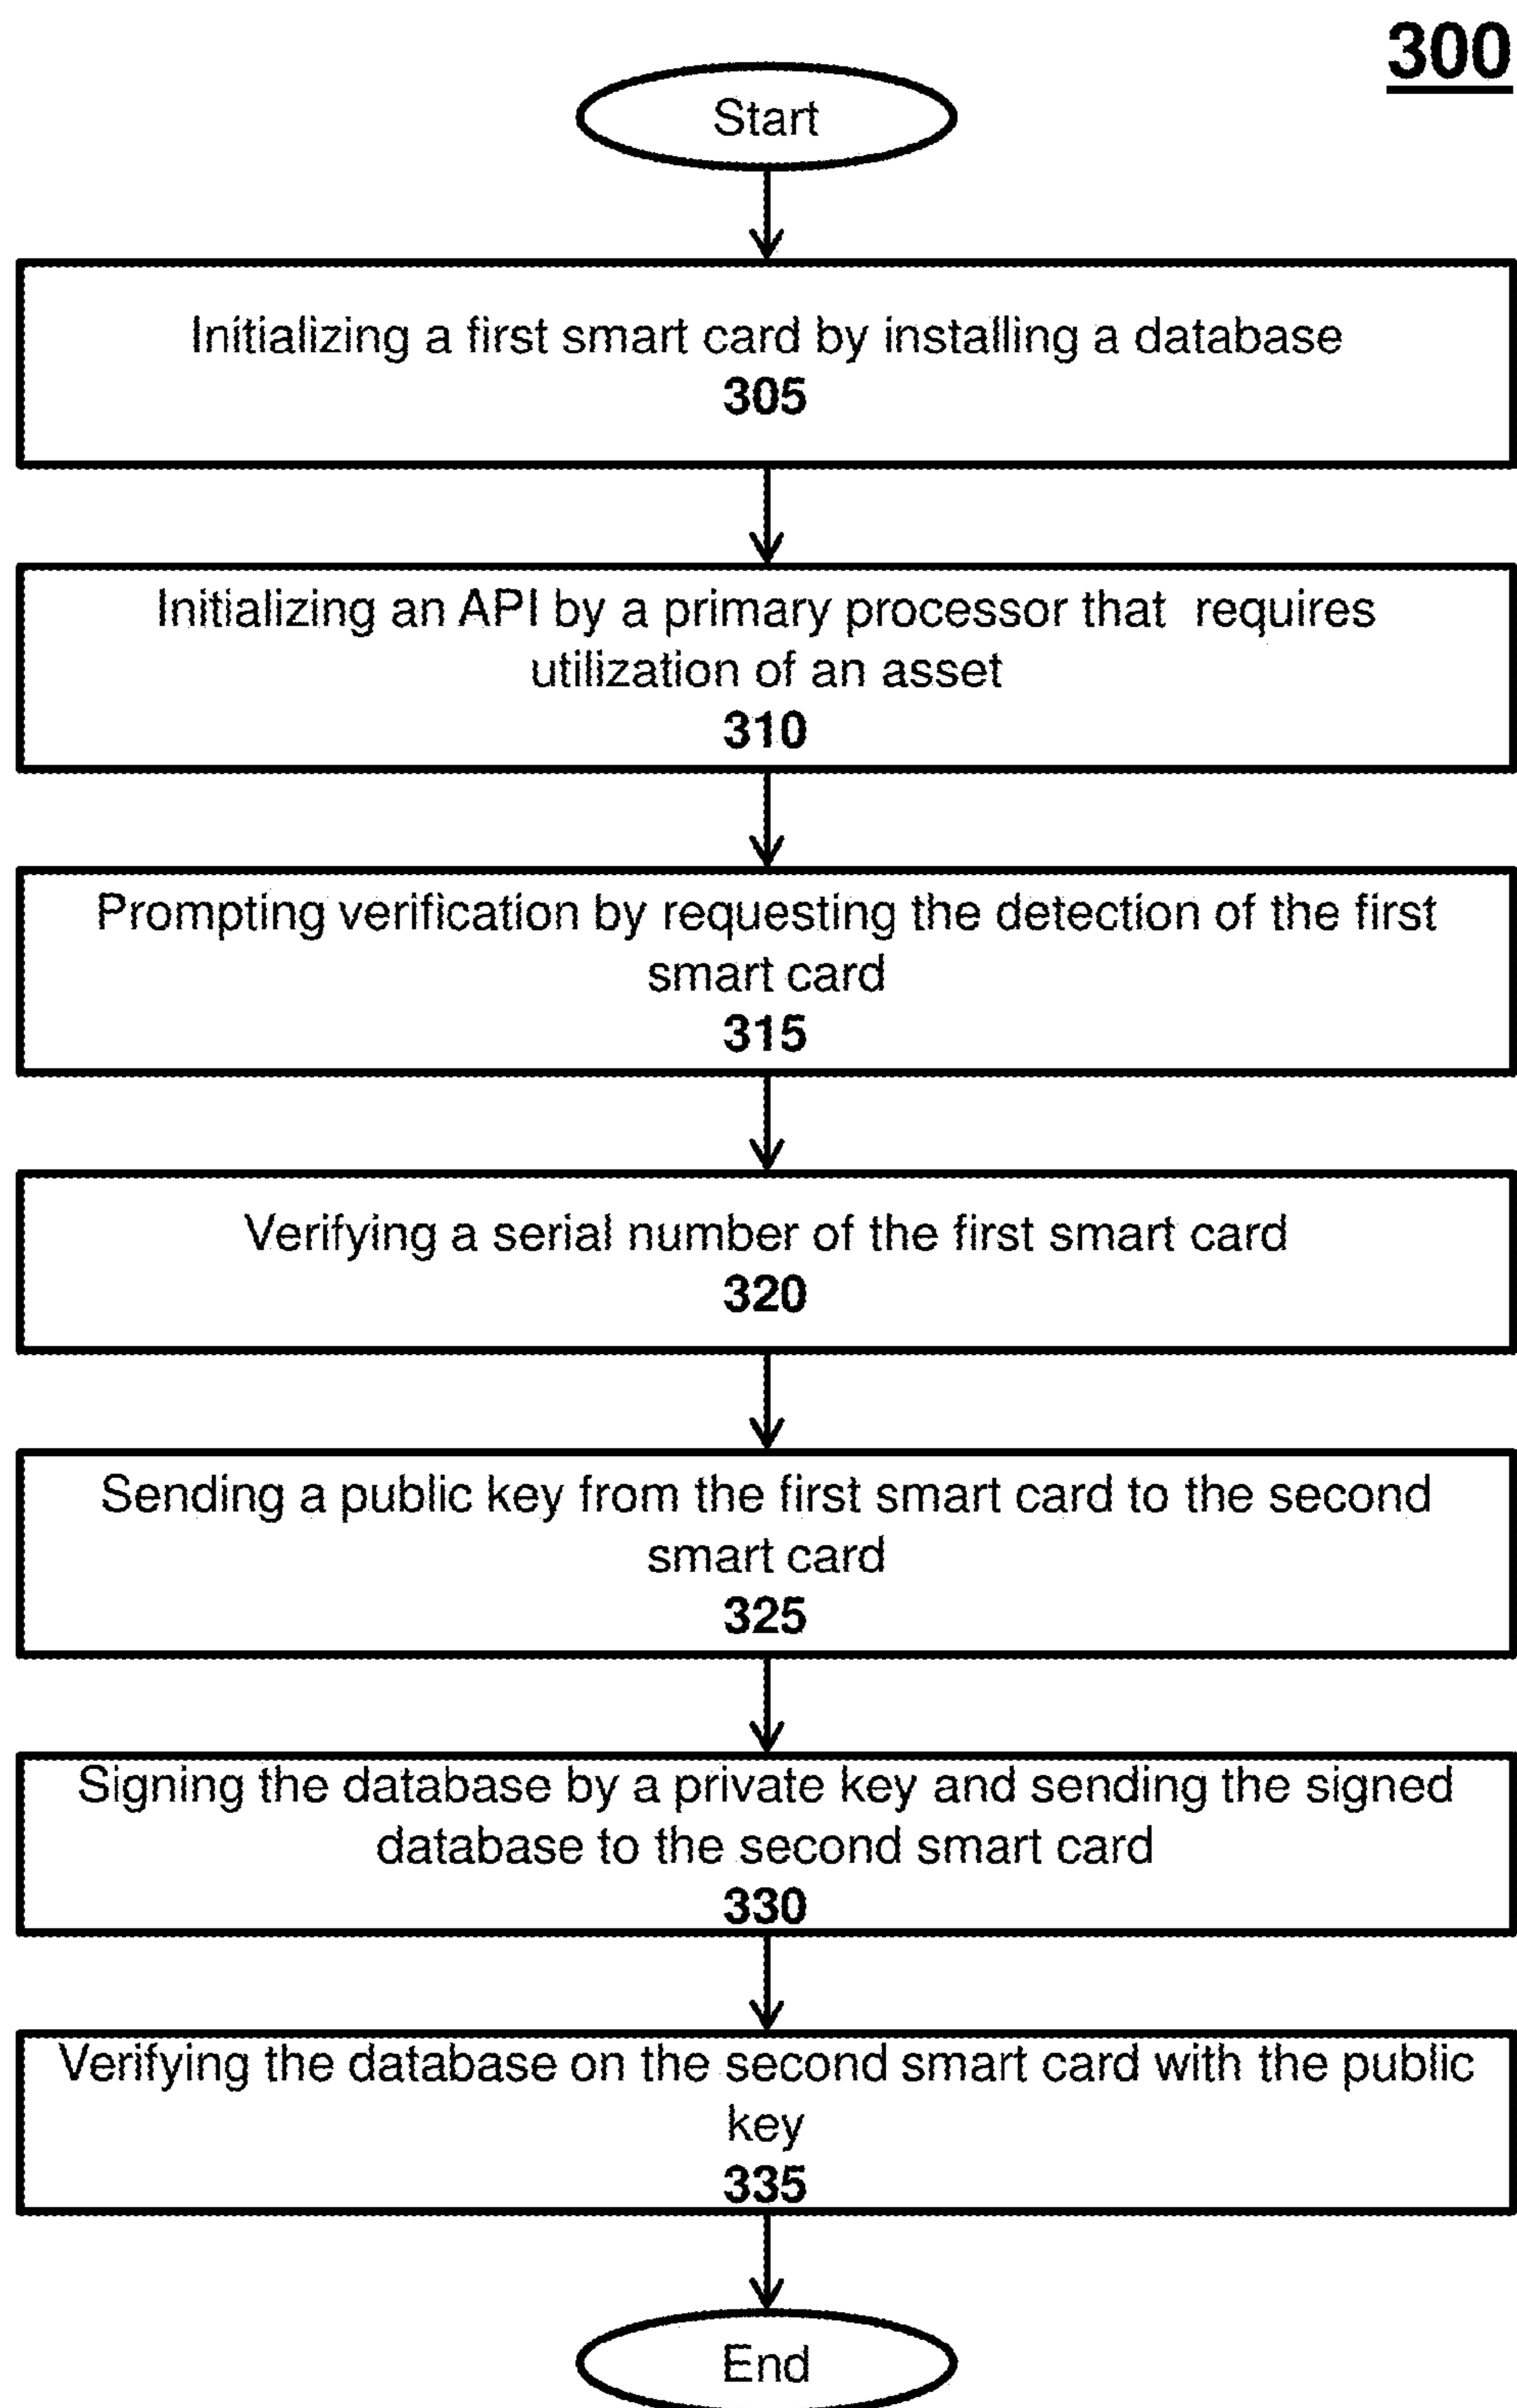 300
Start
Initializing a first smart card by installing a database
305
Initializing an API by a primary processor that requires
utilization of an asset
310
Prompting verification by requesting the detection of the first
smart card
315
Verifying a serial number of the first smart card
320
Sending a public key from the first smart card to the second
smart card
325
Signing the database by a private key and sending the signed
database to the second smart card
330
Verifying the database on the second smart card with the public
key
335
End